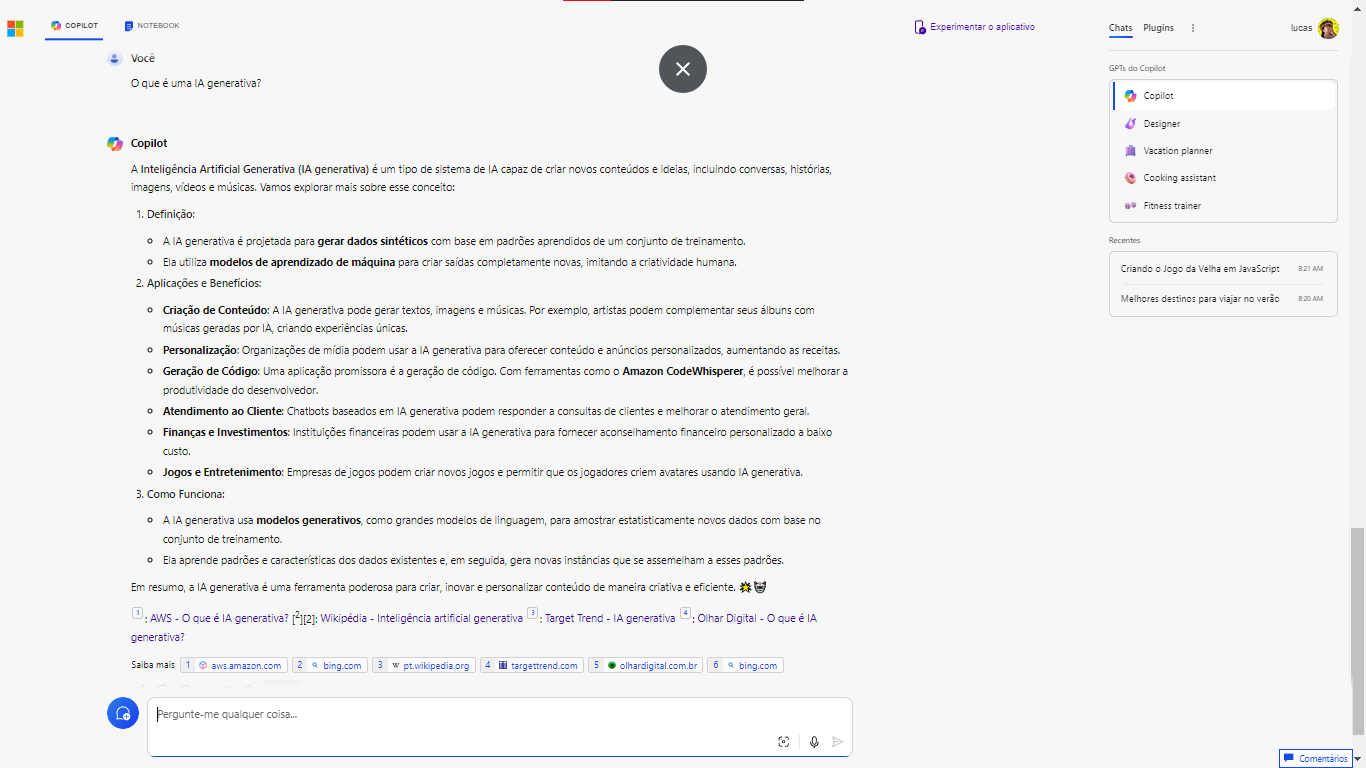 COPILOT
NOTEBOOK
Experimentar o aplicativo
Chats Plugins
lucas
Você
O que é uma IA generativa?
Copilot
A Inteligência Artificial Generativa (IA generativa) é um tipo de sistema de IA capaz de criar novos conteúdos e ideias, incluindo conversas, histórias,
imagens, vídeos e músicas. Vamos explorar mais sobre esse conceito:
1. Definição:
A IA generativa é projetada para gerar dados sintéticos com base em padrões aprendidos de um conjunto de treinamento.
Ela utiliza modelos de aprendizado de máquina para criar saídas completamente novas, imitando a criatividade humana.
2. Aplicações e Benefícios:
Criação de Conteúdo: A IA generativa pode gerar textos, imagens e músicas. Por exemplo, artistas podem complementar seus álbuns com
músicas geradas por IA, criando experiências únicas.
Personalização: Organizações de mídia podem usar a IA generativa para oferecer conteúdo e anúncios personalizados, aumentando as receitas.
Geração de Código: Uma aplicação promissora é a geração de código. Com ferramentas como o Amazon CodeWhisperer, é possível melhorar a
produtividade do desenvolvedor.
Atendimento ao Cliente: Chatbots baseados em IA generativa podem responder a consultas de clientes e melhorar o atendimento geral.
Finanças e Investimentos: Instituições financeiras podem usar a IA generativa para fornecer aconselhamento financeiro personalizado a baixo
custo.
Jogos e Entretenimento: Empresas de jogos podem criar novos jogos e permitir que os jogadores criem avatares usando IA generativa.
3. Como Funciona:
A IA generativa usa modelos generativos, como grandes modelos de linguagem, para amostrar estatisticamente novos dados com base no
conjunto de treinamento.
Ela aprende padrões e características dos dados existentes e, em seguida, gera novas instâncias que se assemelham a esses padrões.
Em resumo, a IA generativa é uma ferramenta poderosa para criar, inovar e personalizar conteúdo de maneira criativa e eficiente.
1 : AWS - O que é IA generativa? [2][2]: Wikipédia - Inteligência artificial generativa 3 : Target Trend - IA generativa 4 : Olhar Digital - O que é IA
generativa?
Saiba mais 1 aws.amazon.com 2 bing.com 3 W pt.wikipedia.org 4 targettrend.com 5 olhardigital.com.br 6 bing.com
Pergunte-me qualquer coisa...
GPTs do Copilot
Copilot
Designer
Vacation planner
Cooking assistant
Fitness trainer
Recentes
Criando o Jogo da Velha em JavaScript 8:21 AM
Melhores destinos para viajar no verão 8:20 AM
Comentários